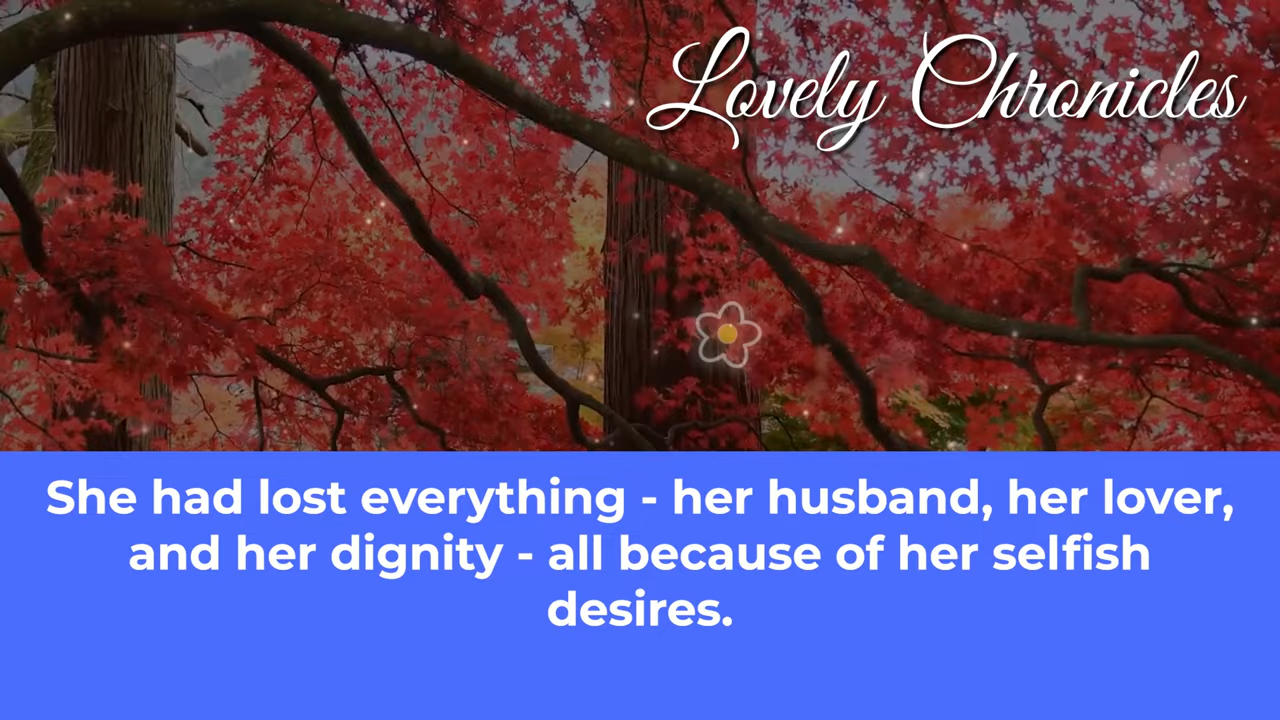 Lovely Chronicles
She had lost everything - her husband, her lover,
and her dignity - all because of her selfish
desires.